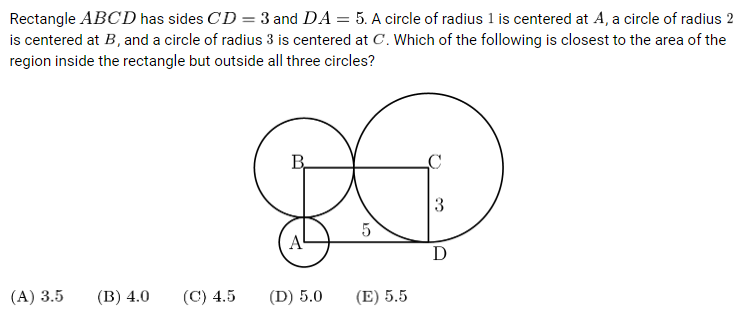 Rectangle ABCD has sides CD = 3 and DA = 5. A circle of radius 1 is centered at A, a circle of radius 2
is centered at B, and a circle of radius 3 is centered at C. Which of the following is closest to the area of the
region inside the rectangle but outside all three circles?
B C
3
5
A
D
(A) 3.5 (B) 4.0 (C) 4.5 (D) 5.0 (E) 5.5